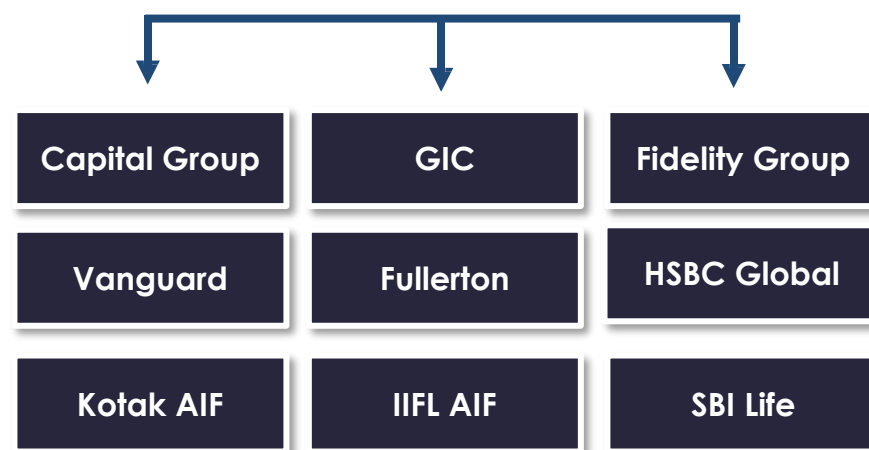 Capital Group
GIC
Fidelity Group
Vanguard
Fullerton
HSBC Global
Kotak AIF
IIFL AIF
SBI Life